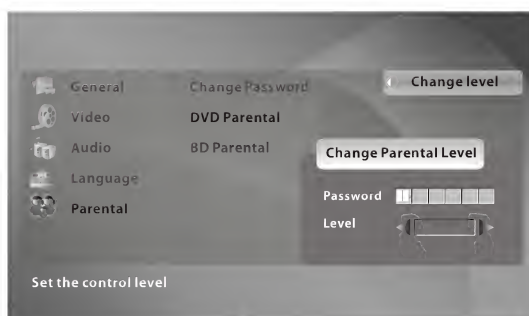 General
Change Password
Change level
Video
DVD Parental
Audio
BD Parental
Change Parental Level
Language
Password
Parental
Level
Set the control level